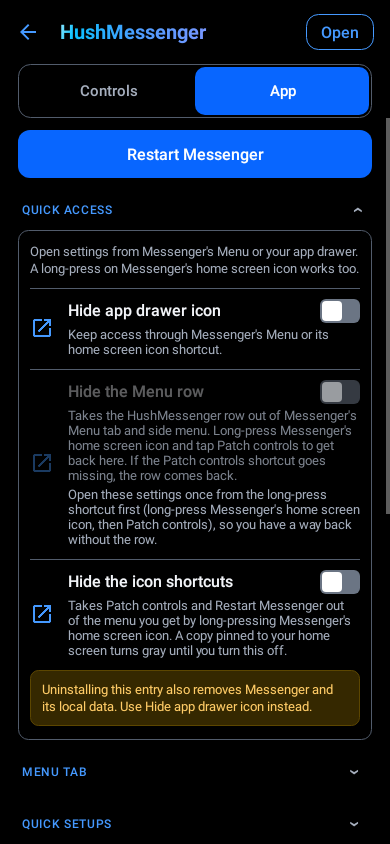 HushMessenger
Open
Controls
App
Restart Messenger
QUICK ACCESS
Open settings from Messenger's Menu or your app drawer.
A long-press on Messenger's home screen icon works too.
Hide app drawer icon
Keep access through Messenger's Menu or its
home screen icon shortcut.
Hide the Menu row
Takes the HushMessenger row out of Messenger's
Menu tab and side menu. Long-press Messenger's
home screen icon and tap Patch controls to get
back here. If the Patch controls shortcut goes
missing, the row comes back.
Open these settings once from the long-press
shortcut first (long-press Messenger's home screen
icon, then Patch controls), so you have a way back
without the row.
Hide the icon shortcuts
Takes Patch controls and Restart Messenger out
of the menu you get by long-pressing Messenger's
home screen icon. A copy pinned to your home
screen turns gray until you turn this off.
Uninstalling this entry also removes Messenger and
its local data. Use Hide app drawer icon instead.
MENU TAB
QUICK SETUPS